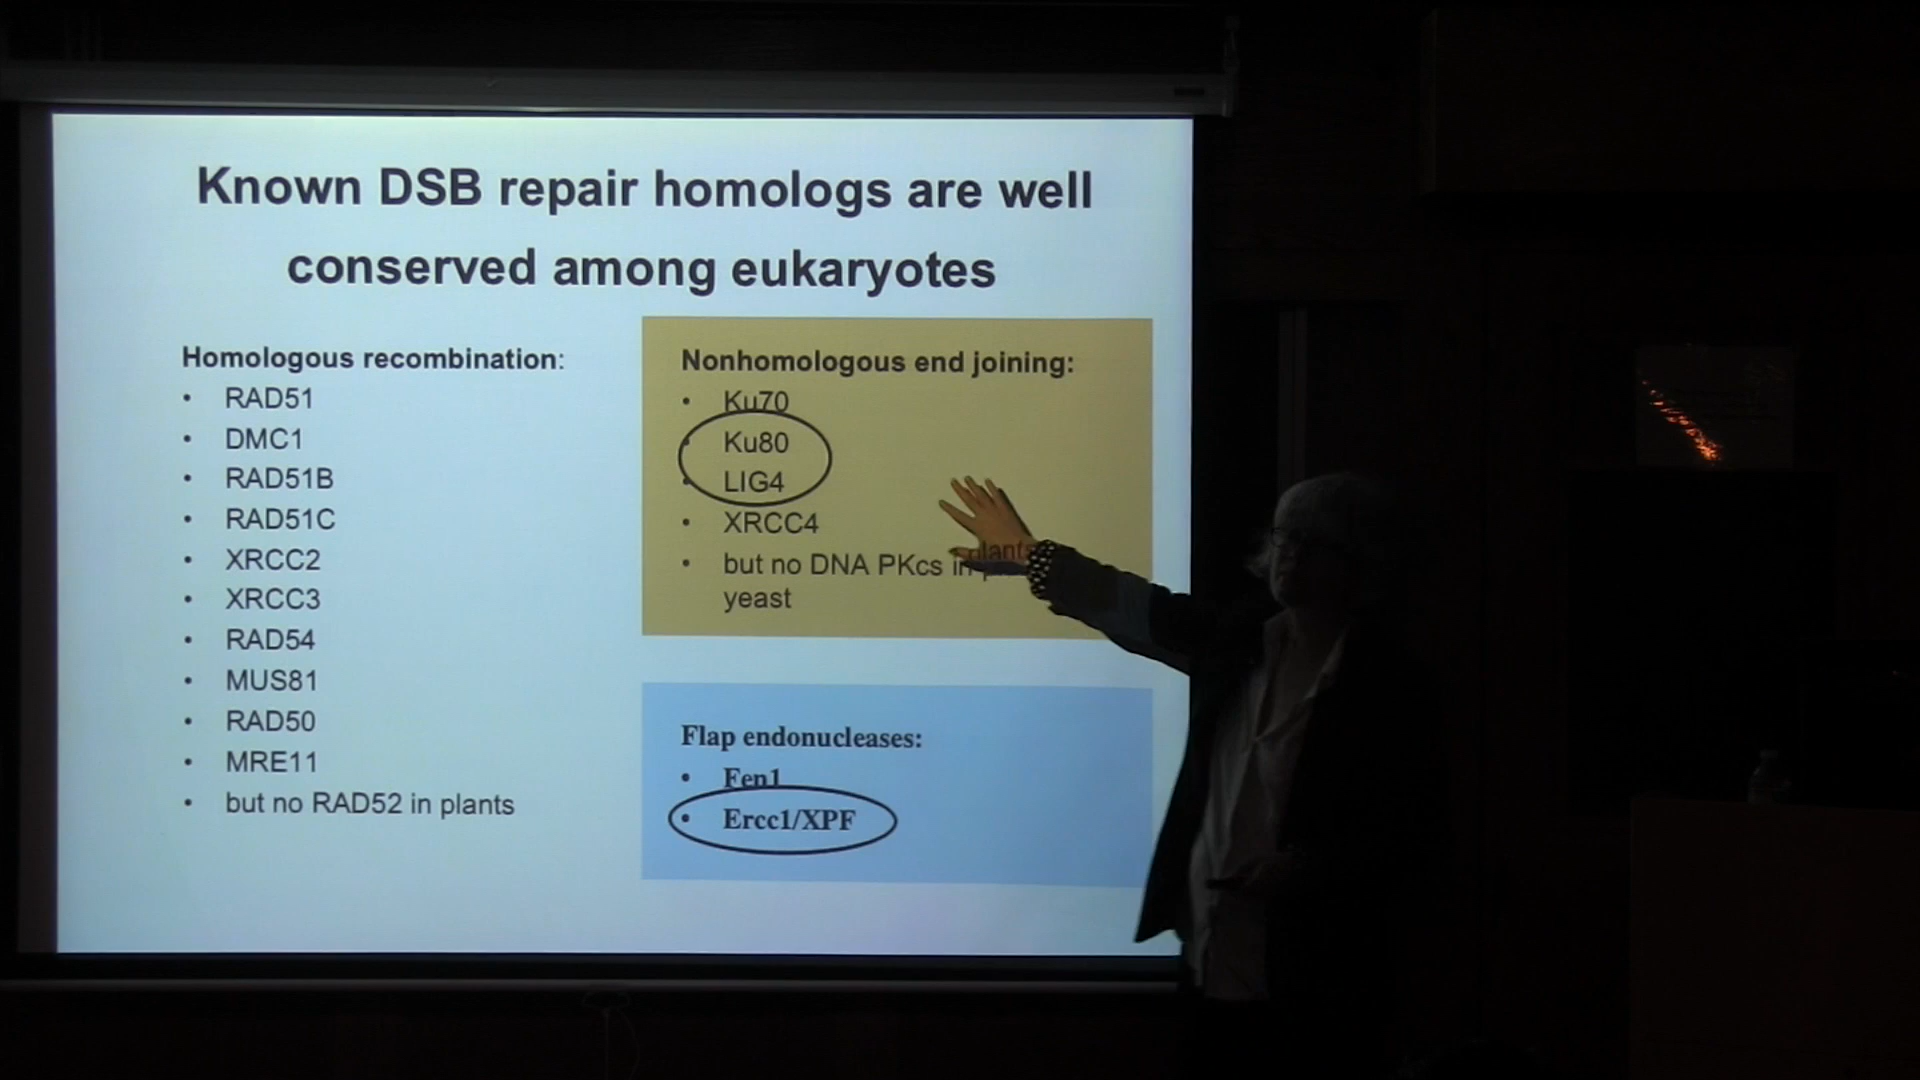 Known DSB repair homologs are well
conserved among eukaryotes
Homologous recombination:
• RAD51
• DMC1
• RAD51B
• RAD51C
• XRCC2
• XRCC3
• RAD54
• MUS81
• RAD50
• MRE11
• but no RAD52 in plants
Nonhomologous end joining:
• Ku70
• Ku80
• LIG4
• XRCC4
• but no DNA PKcs in plants
yeast
Flap endonucleases:
• Fen1
• Ercc1/XPF